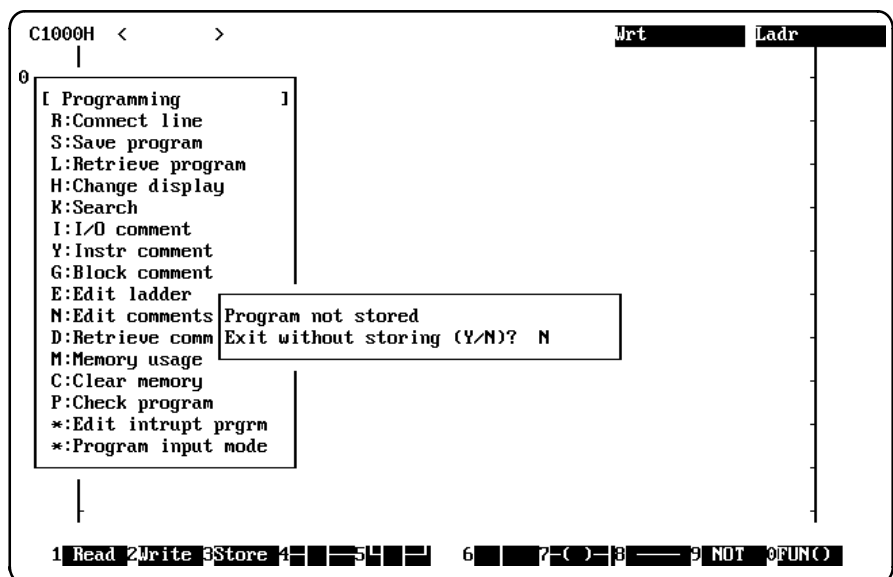 C1000H < > Wrt Ladr
0
[ Programming ]
R:Connect line
S:Save program
L:Retrieve program
H:Change display
K:Search
I:I/O comment
Y:Instr comment
G:Block comment
E:Edit ladder
N:Edit comments
Program not stored
D:Retrieve comm
Exit without storing (Y/N)? N
M:Memory usage
C:Clear memory
P:Check program
*:Edit intrupt prgrm
*:Program input mode
1 Read 2Write 3Store 4 5 6 7-( )- 8 —— 9 NOT 0FUN()